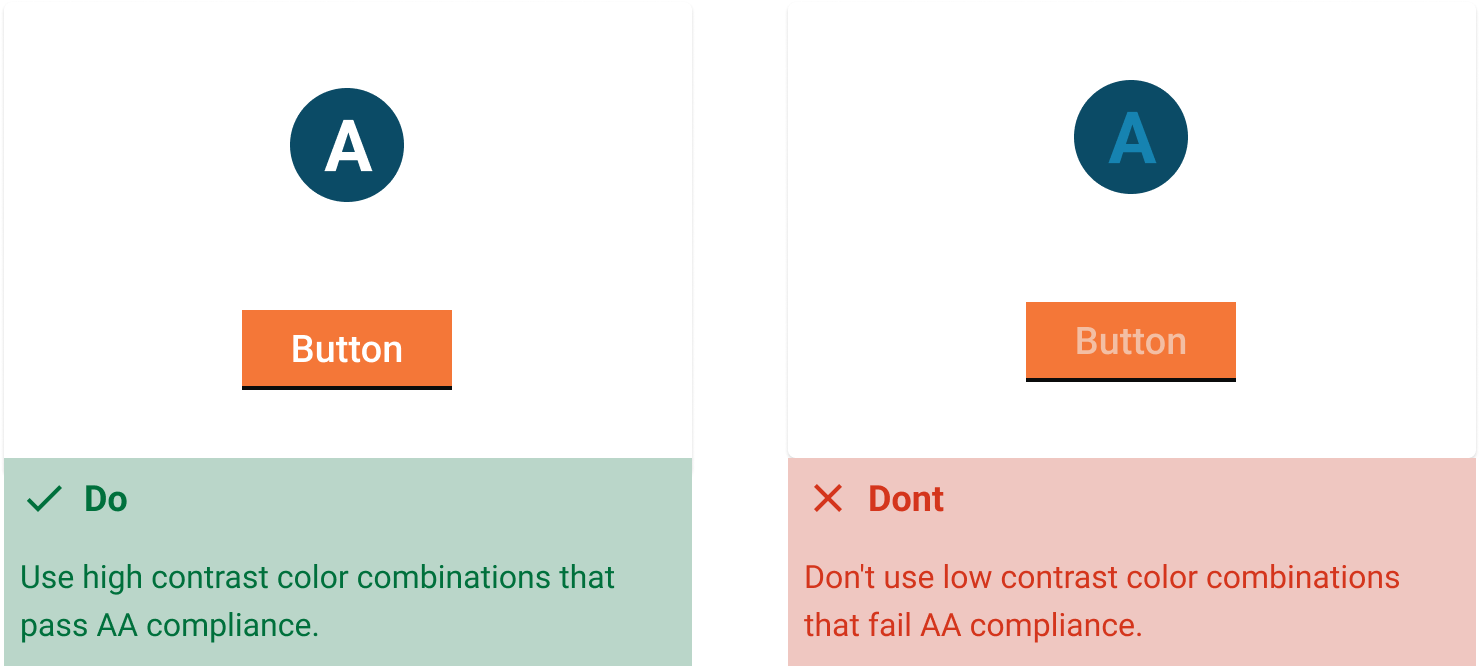 A
Button
Do
Use high contrast color combinations that
pass AA compliance.
A
Button
Dont
Don't use low contrast color combinations
that fail AA compliance.